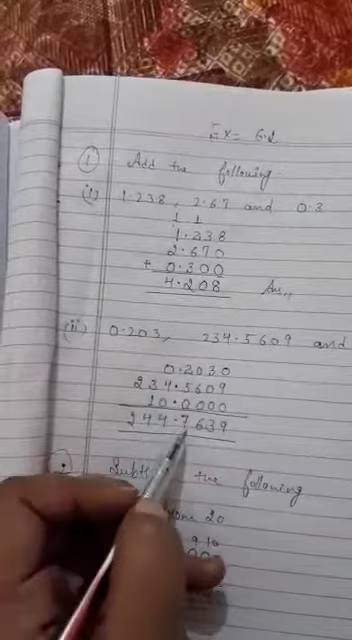 Ex- 6.2
① Add the following
(i) 1.238, 2.67 and 0.3
1 1
1.238
2.670
+ 0.300
4.208 Ans,,
(ii) 0.203, 234.5609 and
0.2030
234.5609
10.0000
244.7639
the following
20
9 10